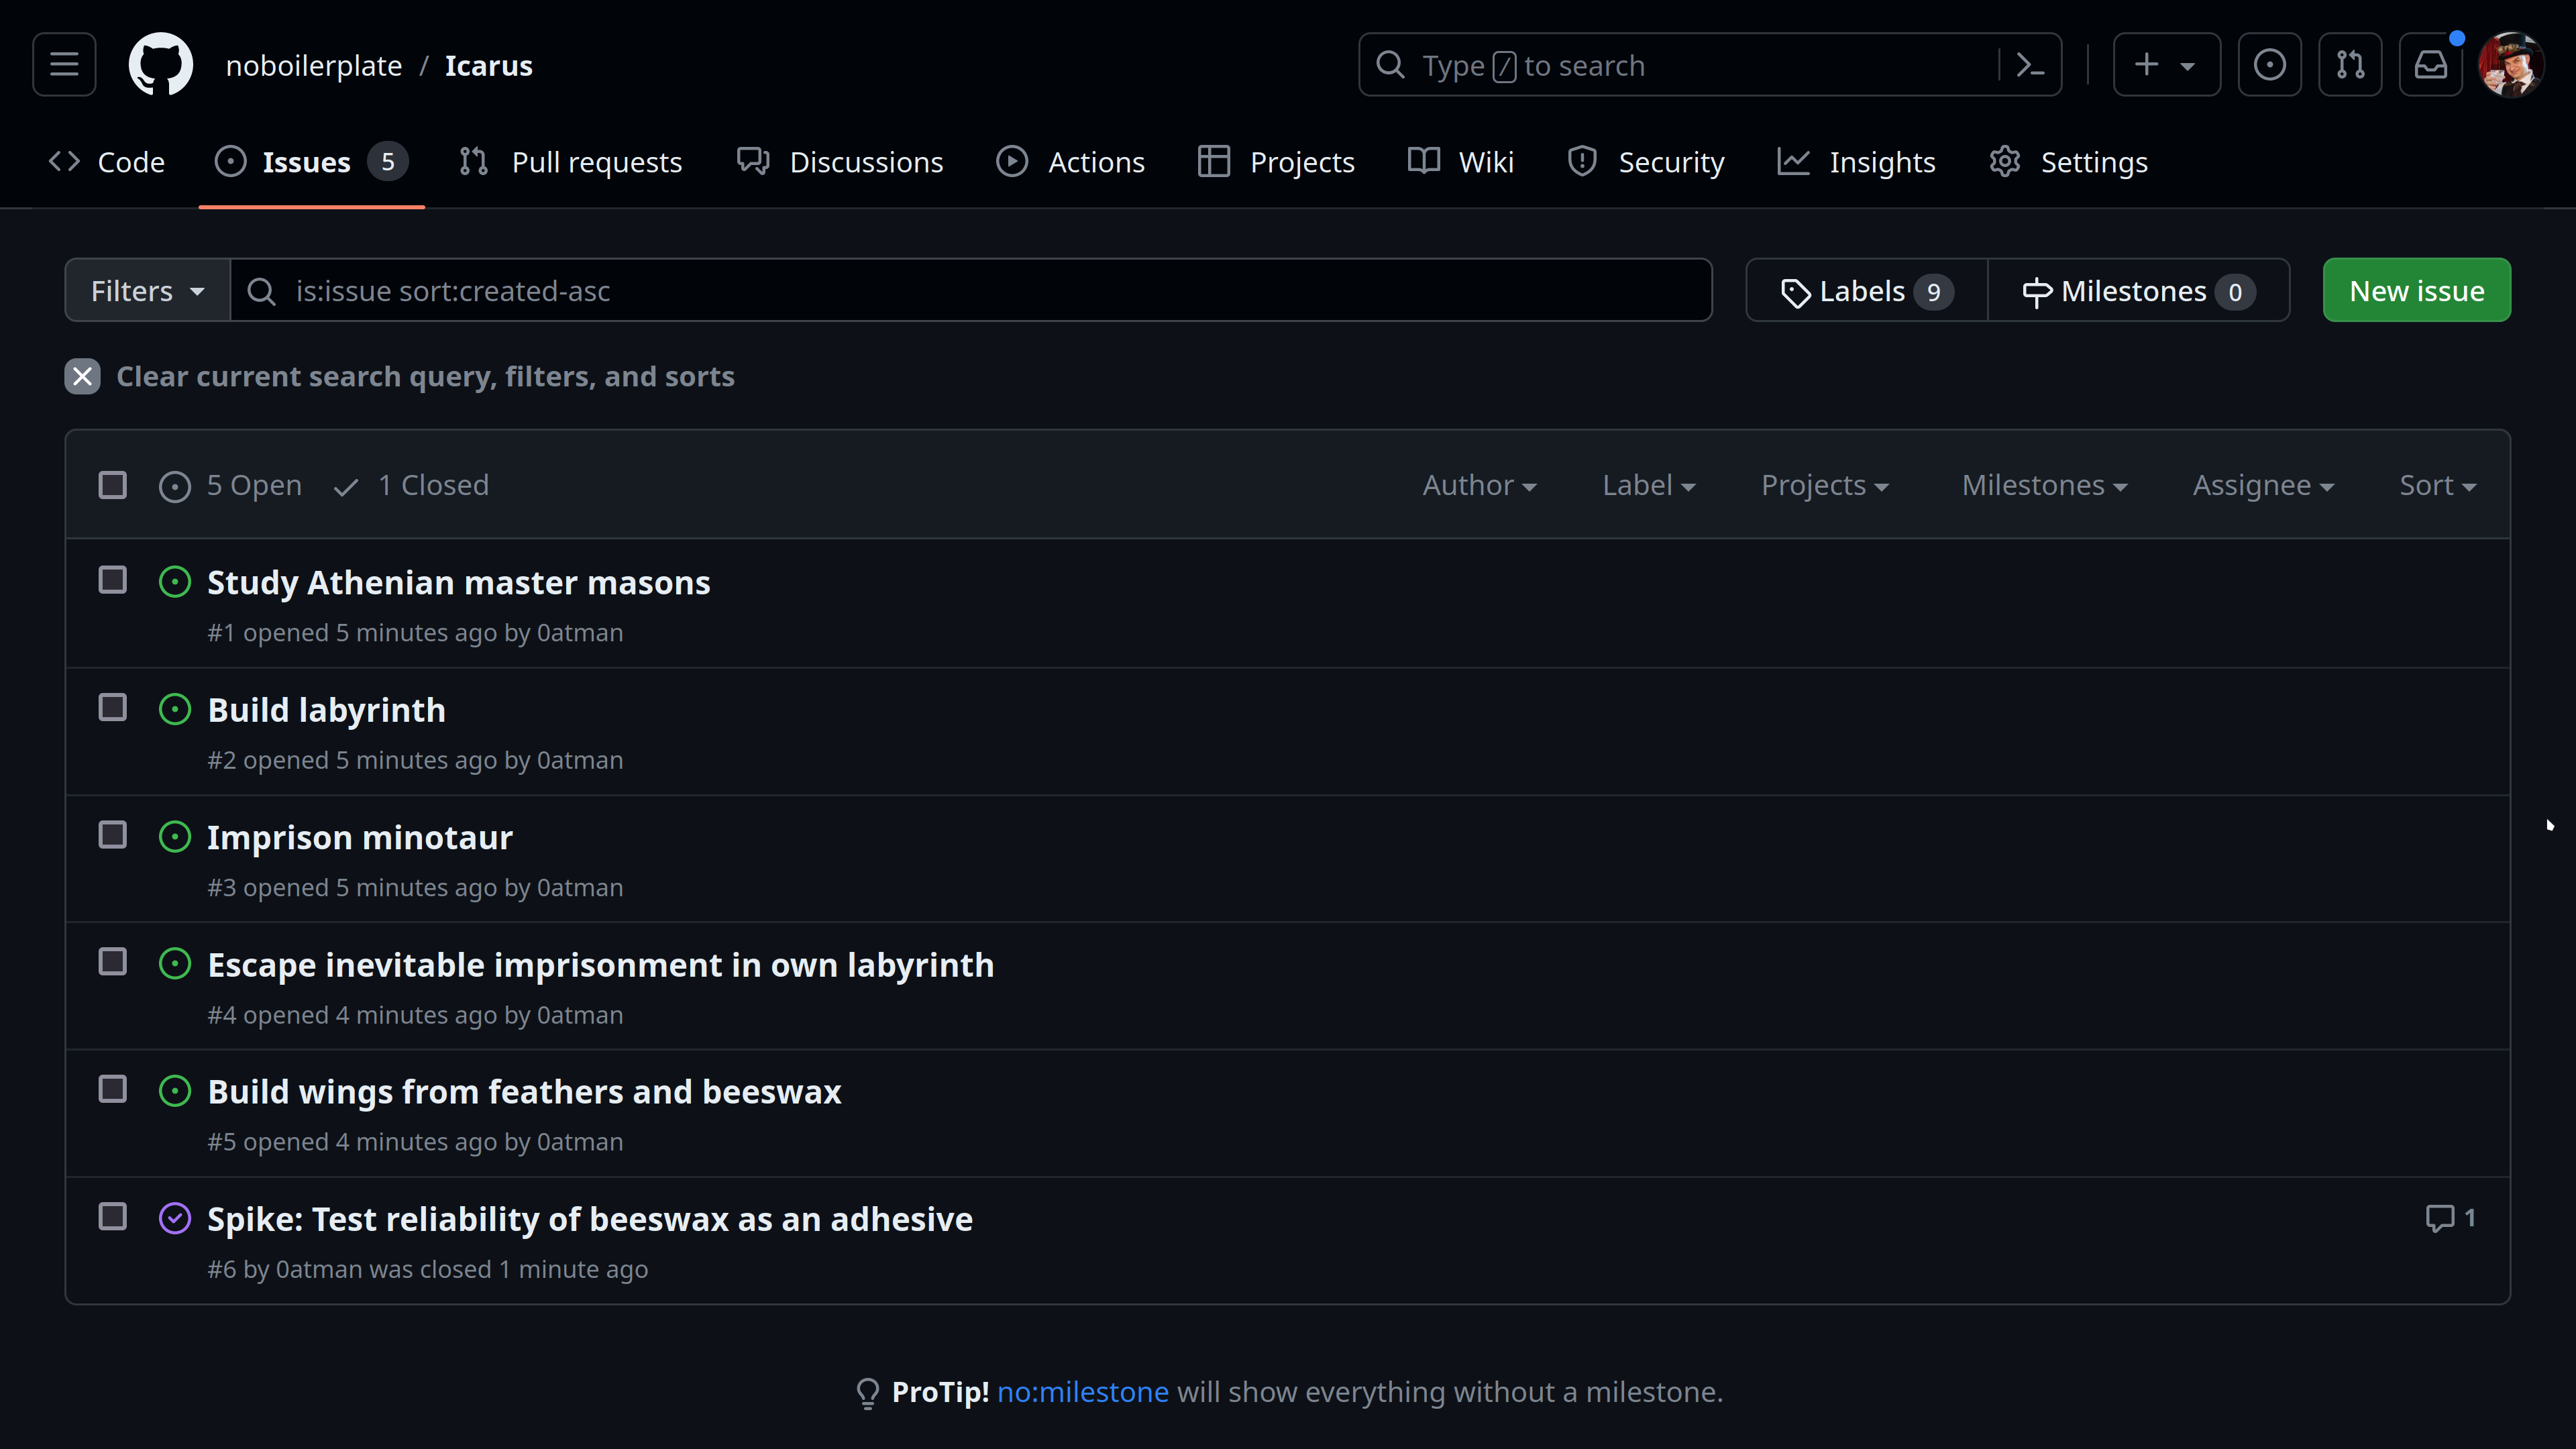 noboilerplate / Icarus
Type / to search
Code
Issues 5
Pull requests
Discussions
Actions
Projects
Wiki
Security
Insights
Settings
Filters
is:issue sort:created-asc
Labels 9
Milestones 0
New issue
Clear current search query, filters, and sorts
5 Open
1 Closed
Author
Label
Projects
Milestones
Assignee
Sort
Study Athenian master masons
#1 opened 5 minutes ago by 0atman
Build labyrinth
#2 opened 5 minutes ago by 0atman
Imprison minotaur
#3 opened 5 minutes ago by 0atman
Escape inevitable imprisonment in own labyrinth
#4 opened 4 minutes ago by 0atman
Build wings from feathers and beeswax
#5 opened 4 minutes ago by 0atman
Spike: Test reliability of beeswax as an adhesive
1
#6 by 0atman was closed 1 minute ago
ProTip! no:milestone will show everything without a milestone.